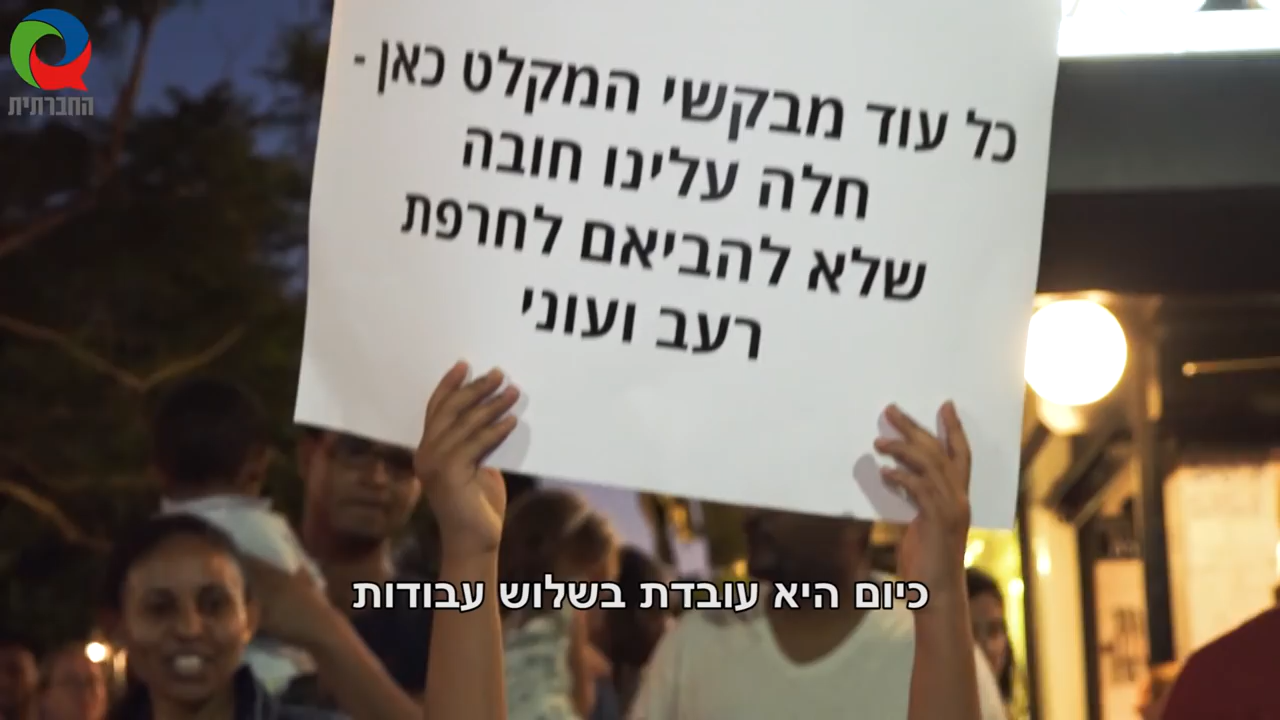 החברתית
כל עוד מבקשי המקלט כאן -
חלה עלינו חובה
שלא להביאם לחרפת
רעב ועוני
כיום היא עובדת בשלוש עבודות